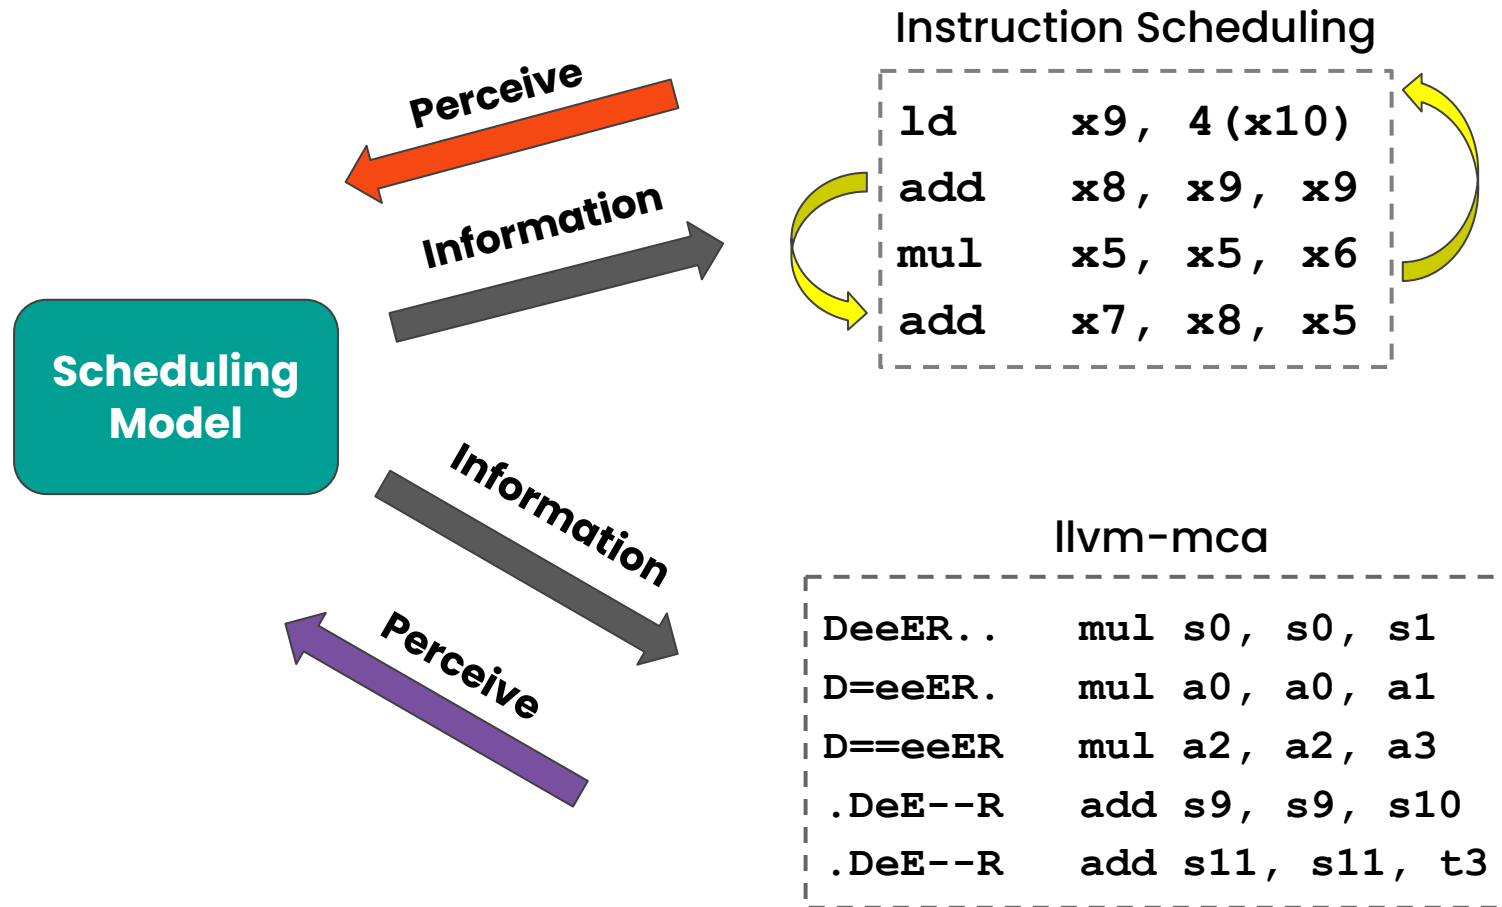 Instruction Scheduling
Perceive
ld x9, 4(x10)
add x8, x9, x9
mul x5, x5, x6
add x7, x8, x5
Information
Scheduling
Model
Information
Perceive
llvm-mca
DeeER.. mul s0, s0, s1
D=eeER. mul a0, a0, a1
D==eeER mul a2, a2, a3
.DeE--R add s9, s9, s10
.DeE--R add s11, s11, t3